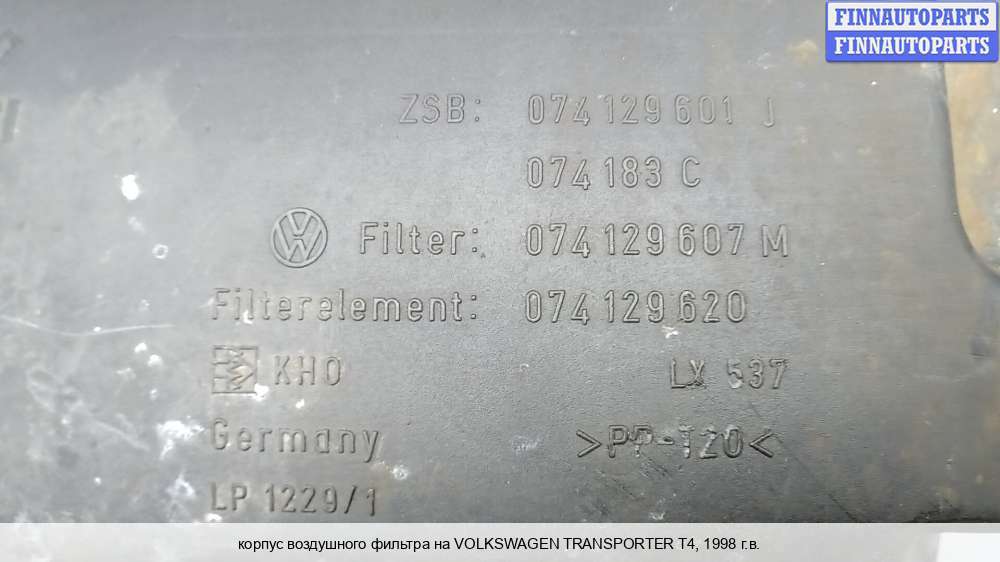 FINNAUTOPARTS
FINNAUTOPARTS
ZSB: 074 129 601 J
074 183 C
VW Filter: 074 129 607 M
Filterelement: 074 129 620
KHO LX 537
Germany >PP-T20<
LP 1229/1
корпус воздушного фильтра на VOLKSWAGEN TRANSPORTER T4, 1998 г.в.